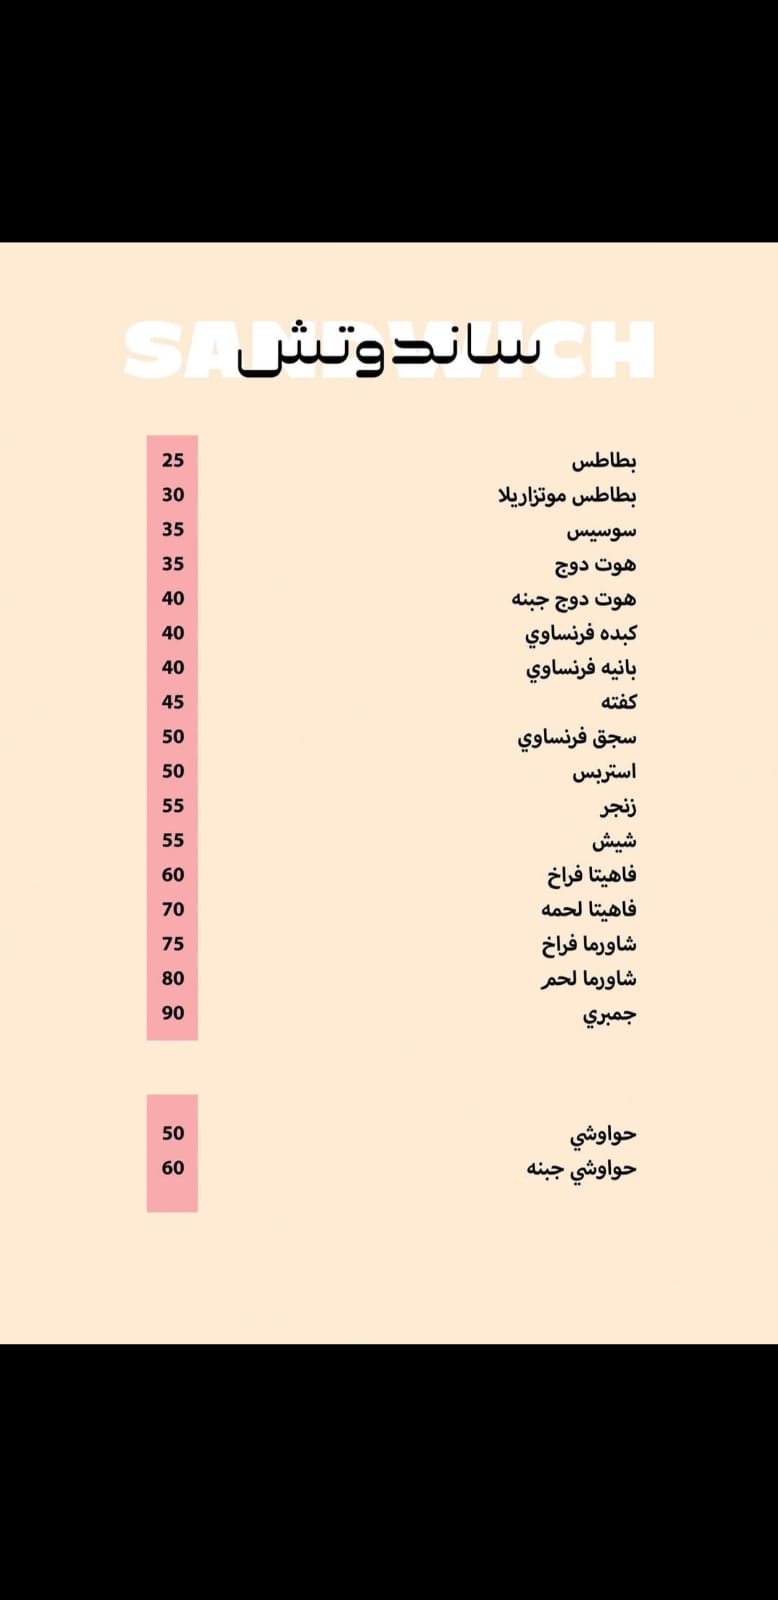 SANDWICH
ساندوتش
بطاطس 25
بطاطس موتزاريلا 30
سوسيس 35
هوت دوج 35
هوت دوج جبنه 40
كبده فرنساوي 40
بانيه فرنساوي 40
كفته 45
سجق فرنساوي 50
استربس 50
زنجر 55
شيش 55
فاهيتا فراخ 60
فاهيتا لحمه 70
شاورما فراخ 75
شاورما لحم 80
جمبري 90
حواوشي 50
حواوشي جبنه 60